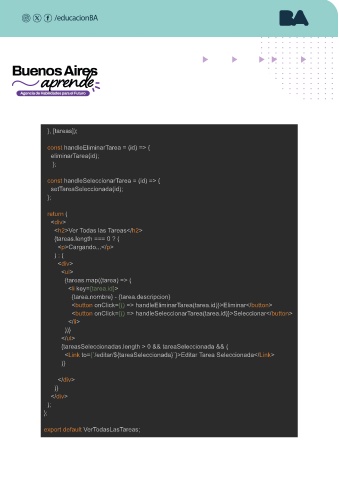 /educacionBA
BA
Buenos Aires
aprende
Agencia de Habilidades para el Futuro
}, [tareas]);
const handleEliminarTarea = (id) => {
eliminarTarea(id);
};
const handleSeleccionarTarea = (id) => {
setTareaSeleccionada(id);
};
return (
<div>
<h2>Ver Todas las Tareas</h2>
{tareas.length === 0 ? (
<p>Cargando...</p>
) : (
<div>
<ul>
{tareas.map((tarea) => (
<li key={tarea.id}>
{tarea.nombre} - {tarea.descripcion}
<button onClick={() => handleEliminarTarea(tarea.id)}>Eliminar</button>
<button onClick={() => handleSeleccionarTarea(tarea.id)}>Seleccionar</button>
</li>
))}
</ul>
{tareasSeleccionadas.length > 0 && tareaSeleccionada && (
<Link to={`/editar/${tareaSeleccionada}`}>Editar Tarea Seleccionada</Link>
)}
</div>
)}
</div>
);
};
export default VerTodasLasTareas;